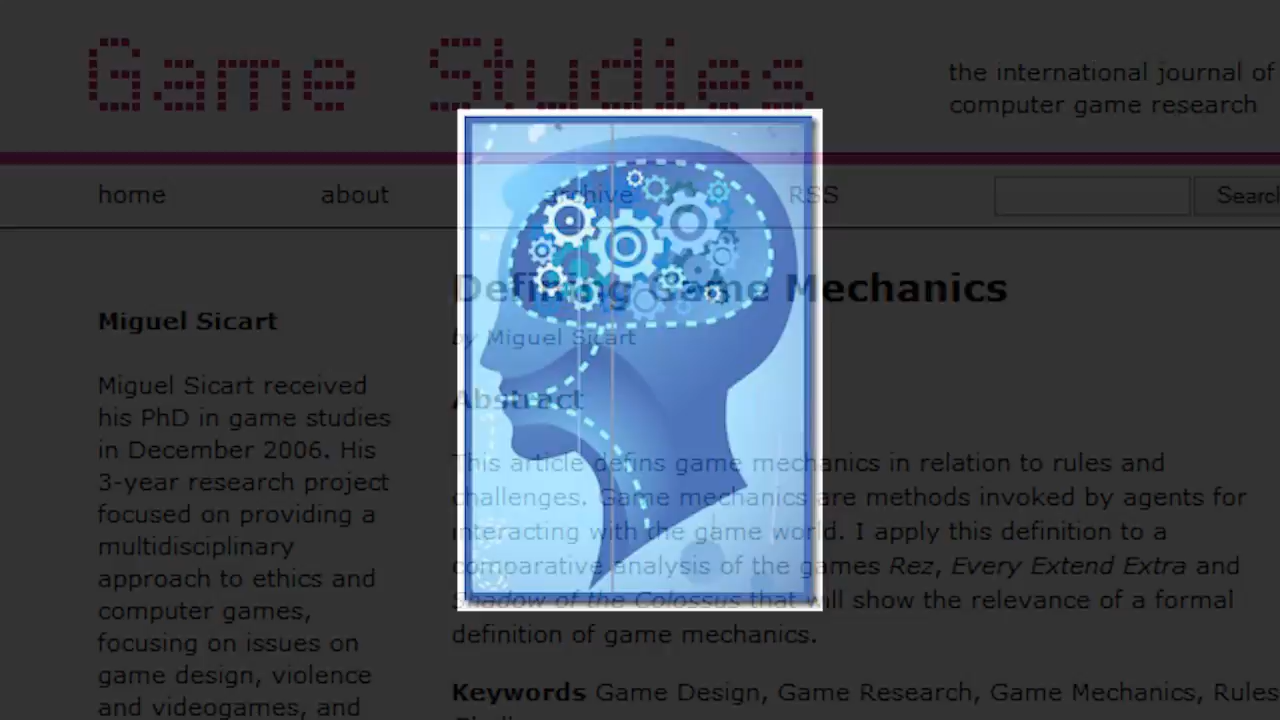 Game Studies
the international journal of
computer game research
home about archive RSS Search
Defining Game Mechanics
by Miguel Sicart
Abstract
This article defins game mechanics in relation to rules and
challenges. Game mechanics are methods invoked by agents for
interacting with the game world. I apply this definition to a
comparative analysis of the games Rez, Every Extend Extra and
Shadow of the Colossus that will show the relevance of a formal
definition of game mechanics.
Keywords Game Design, Game Research, Game Mechanics, Rules
Miguel Sicart
Miguel Sicart received
his PhD in game studies
in December 2006. His
3-year research project
focused on providing a
multidisciplinary
approach to ethics and
computer games,
focusing on issues on
game design, violence
and videogames, and